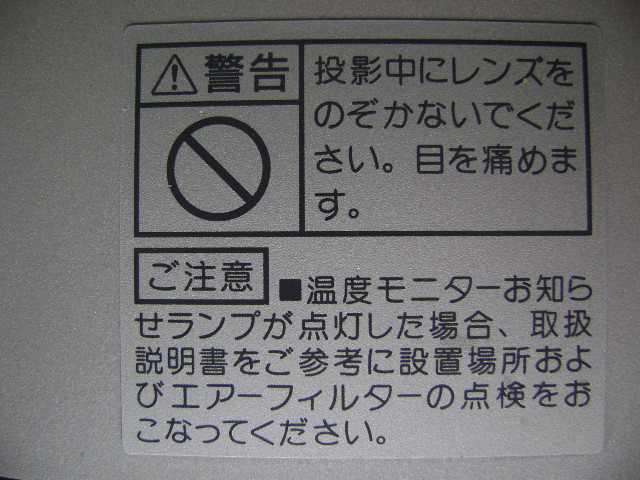 ⚠警告
投影中にレンズを
のぞかないでくだ
さい。目を痛めま
す。
ご注意
■温度モニターお知ら
せランプが点灯した場合、取扱
説明書をご参考に設置場所およ
びエアーフィルターの点検をお
こなってください。